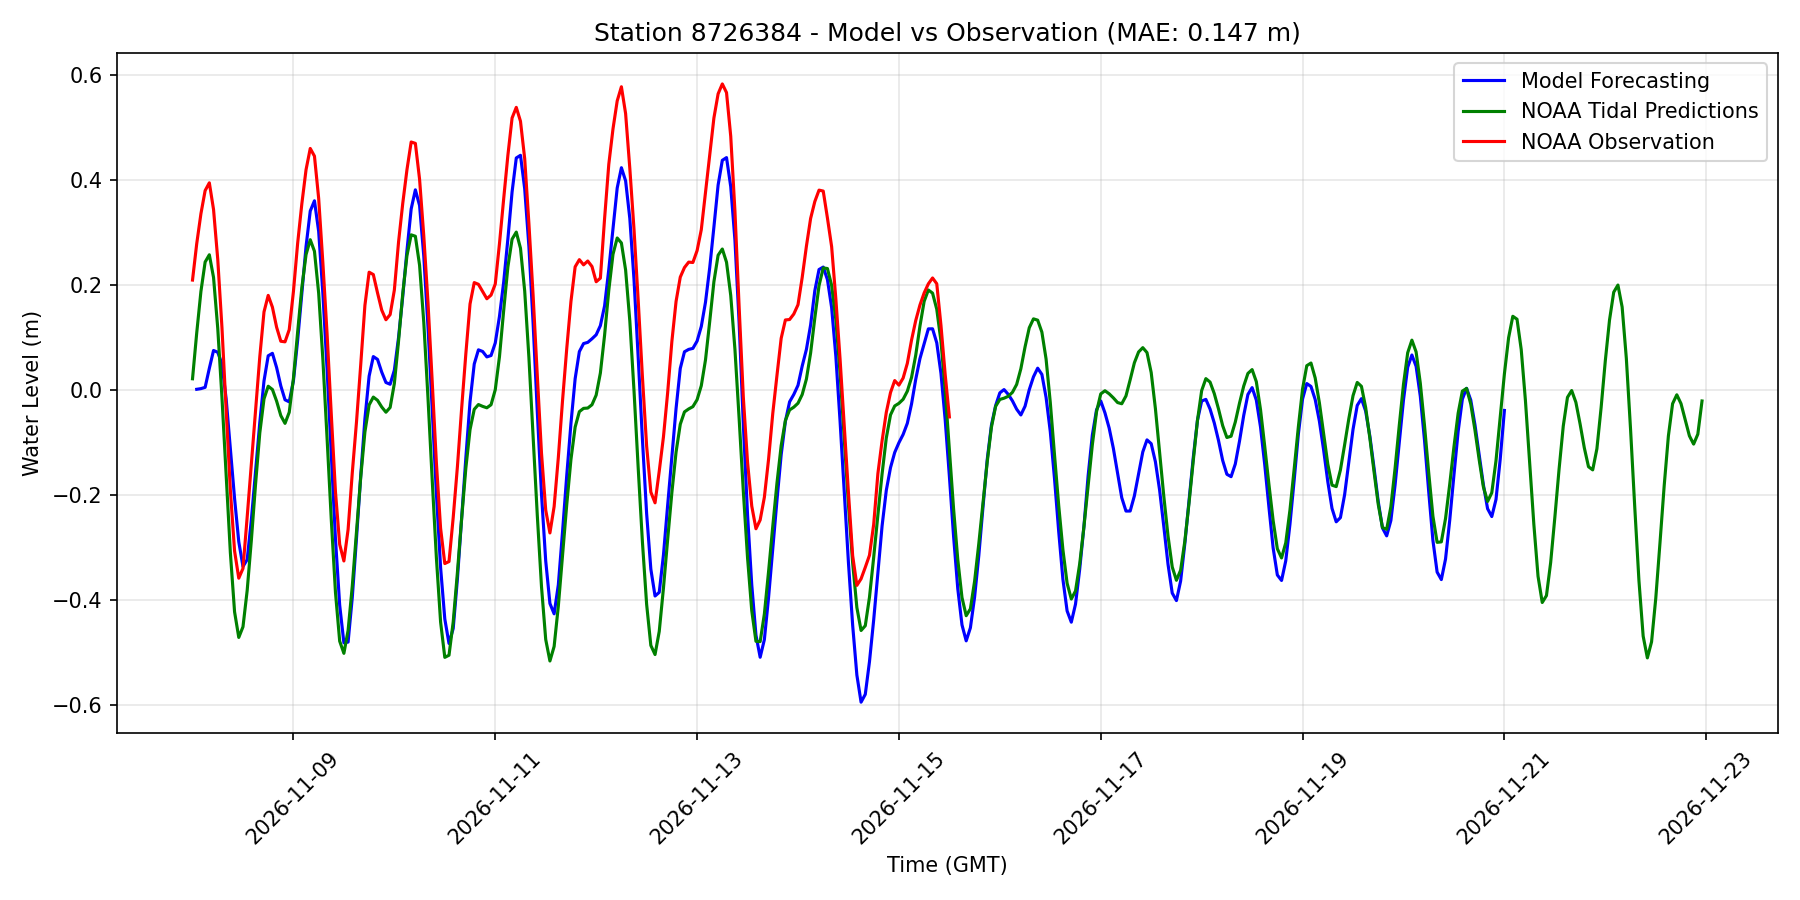 Station 8726384 - Model vs Observation (MAE: 0.147 m)
Model Forecasting
NOAA Tidal Predictions
NOAA Observation
Water Level (m)
0.6
0.4
0.2
0.0
−0.2
−0.4
−0.6
2026-11-09
2026-11-11
2026-11-13
2026-11-15
2026-11-17
2026-11-19
2026-11-21
2026-11-23
Time (GMT)